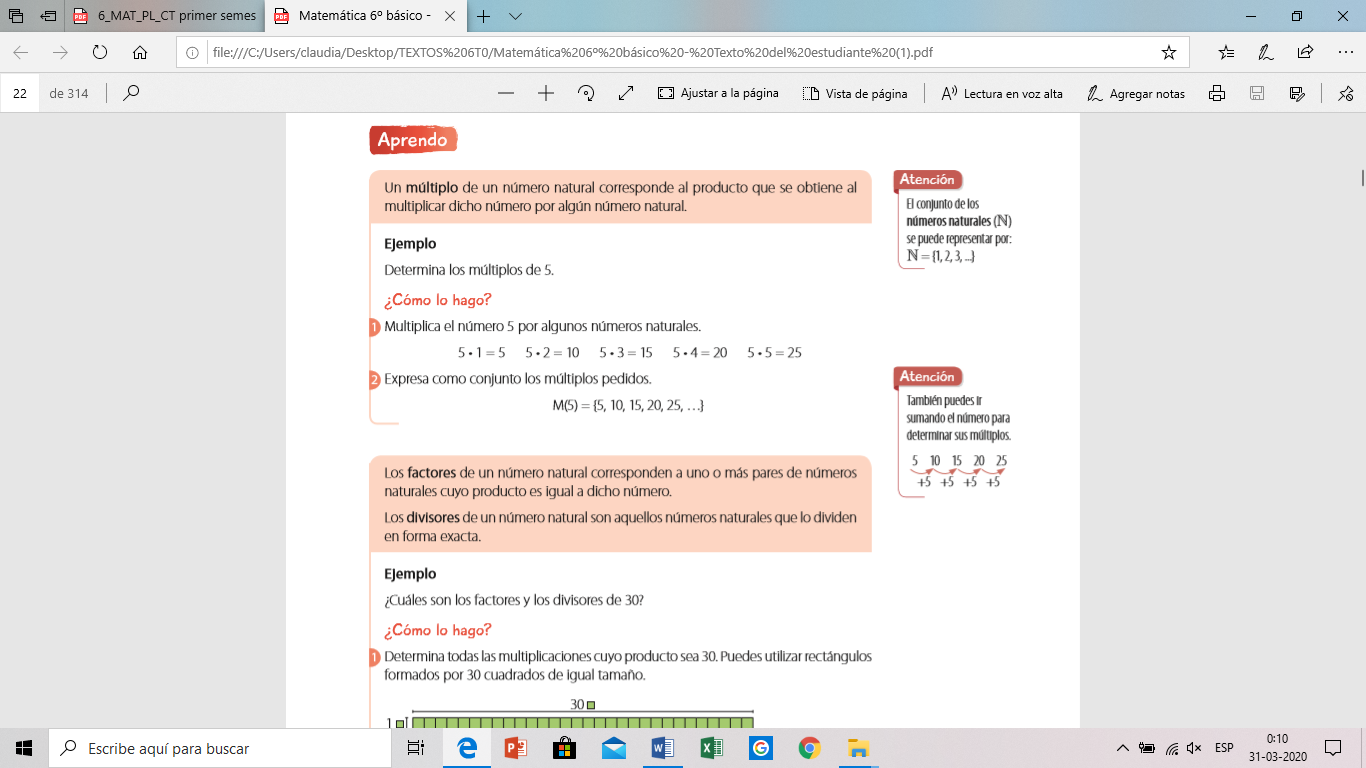 6_MAT_PL_CT primer semes
Matemática 6º básico -
file:///C:/Users/claudia/Desktop/TEXTOS%206T0/Matemática%206º%20básico%20-%20Texto%20del%20estudiante%20(1).pdf
22 de 314
Ajustar a la página
Vista de página
Lectura en voz alta
Agregar notas
Aprendo
Un múltiplo de un número natural corresponde al producto que se obtiene al
multiplicar dicho número por algún número natural.
Ejemplo
Determina los múltiplos de 5.
¿Cómo lo hago?
1 Multiplica el número 5 por algunos números naturales.
5 • 1 = 5 5 • 2 = 10 5 • 3 = 15 5 • 4 = 20 5 • 5 = 25
2 Expresa como conjunto los múltiplos pedidos.
M(5) = {5, 10, 15, 20, 25, …}
Atención
El conjunto de los
números naturales (ℕ)
se puede representar por:
ℕ = {1, 2, 3, ...}
Atención
También puedes ir
sumando el número para
determinar sus múltiplos.
5 10 15 20 25
+5 +5 +5 +5
Los factores de un número natural corresponden a uno o más pares de números
naturales cuyo producto es igual a dicho número.
Los divisores de un número natural son aquellos números naturales que lo dividen
en forma exacta.
Ejemplo
¿Cuáles son los factores y los divisores de 30?
¿Cómo lo hago?
1 Determina todas las multiplicaciones cuyo producto sea 30. Puedes utilizar rectángulos
formados por 30 cuadrados de igual tamaño.
30
1
Escribe aquí para buscar
ESP
0:10
31-03-2020